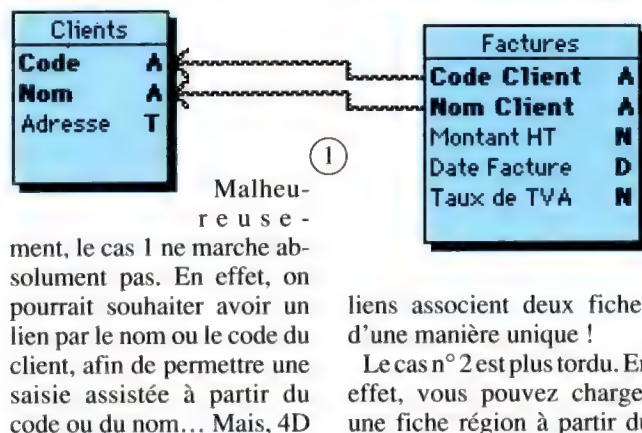 Clients
Code A
Nom A
Adresse T
Factures
Code Client A
Nom Client A
Montant HT N
Date Facture D
Taux de TVA N
1
Malheu-
reuse-
ment, le cas 1 ne marche ab-
solument pas. En effet, on
pourrait souhaiter avoir un
lien par le nom ou le code du
client, afin de permettre une
saisie assistée à partir du
code ou du nom... Mais, 4D
liens associent deux fiche
d'une manière unique !
Le cas n° 2 est plus tordu. En
effet, vous pouvez charge
une fiche région à partir du